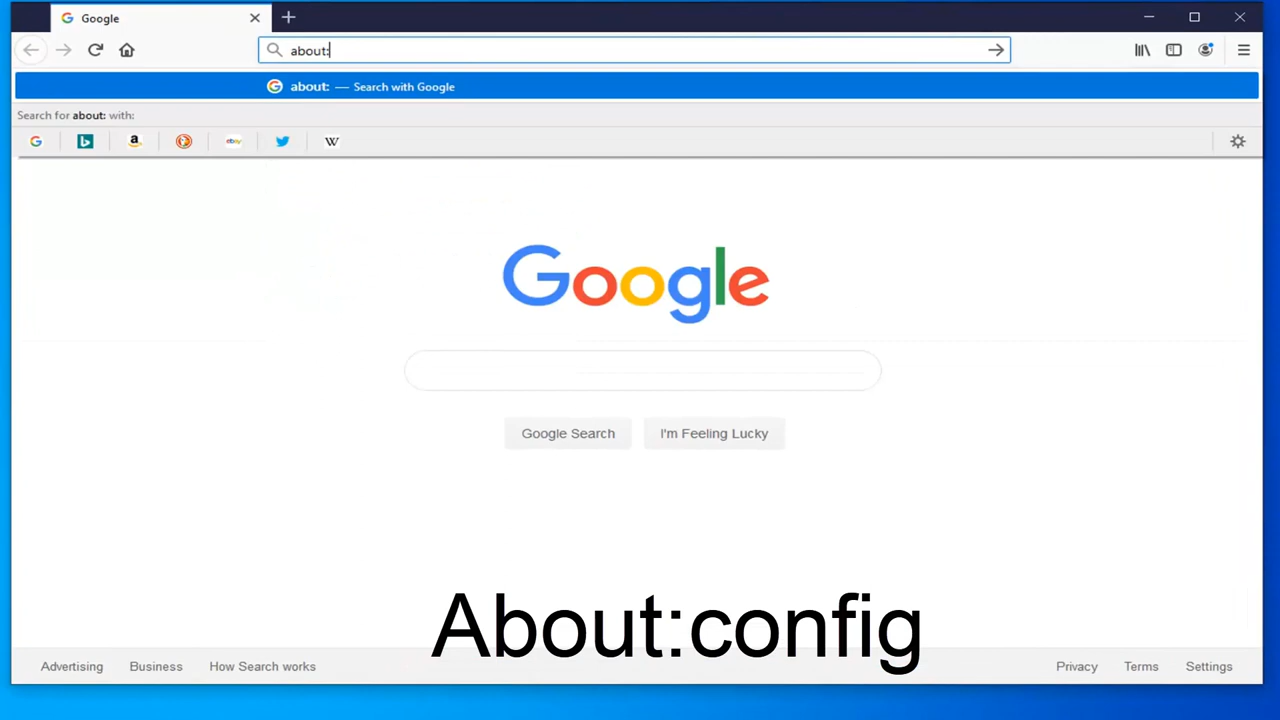 Google
about:
about: — Search with Google
Search for about: with:
a
ebay
W
Google
Google Search
I'm Feeling Lucky
About:config
Advertising
Business
How Search works
Privacy
Terms
Settings